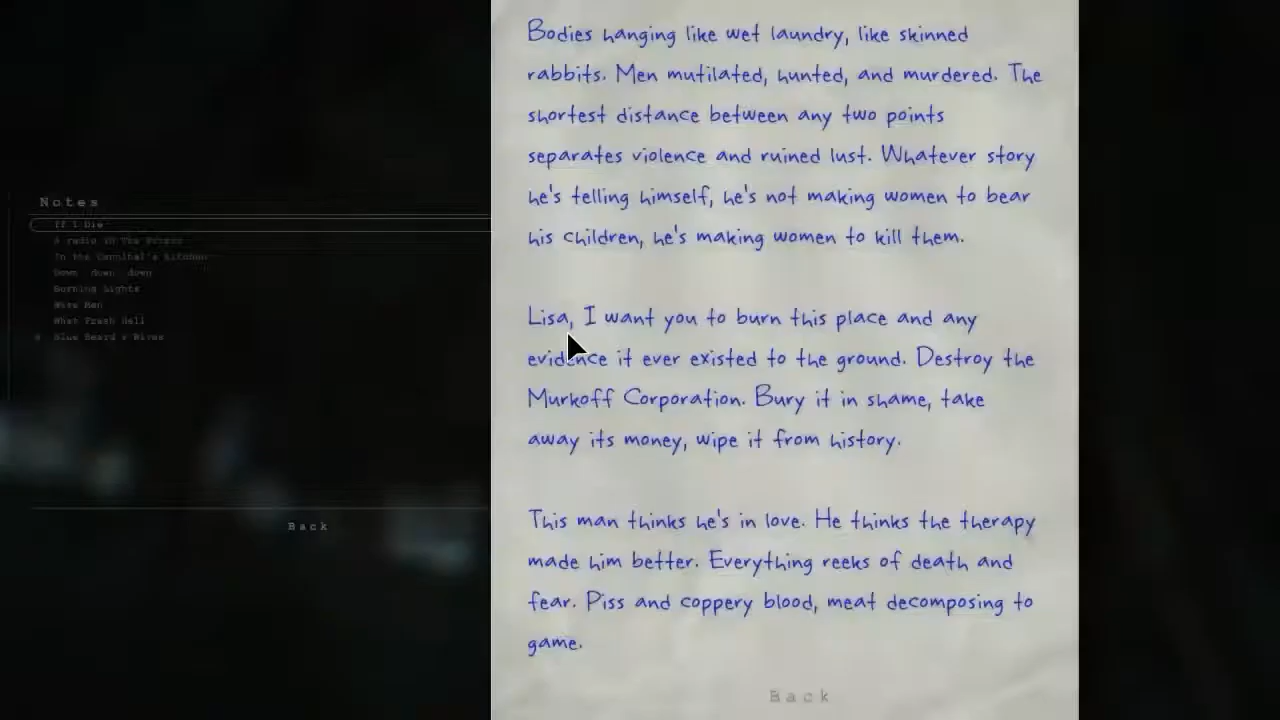 Notes
If I Die
A radio in The Prison
In the Cannibal's Kitchen
Down, down, down
Burning Lights
Wire Men
What Fresh Hell
Blue Beard's Wives
Back
Bodies hanging like wet laundry, like skinned
rabbits. Men mutilated, hunted, and murdered. The
shortest distance between any two points
separates violence and ruined lust. Whatever story
he's telling himself, he's not making women to bear
his children, he's making women to kill them.
Lisa, I want you to burn this place and any
evidence it ever existed to the ground. Destroy the
Murkoff Corporation. Bury it in shame, take
away its money, wipe it from history.
This man thinks he's in love. He thinks the therapy
made him better. Everything reeks of death and
fear. Piss and coppery blood, meat decomposing to
game.
Back